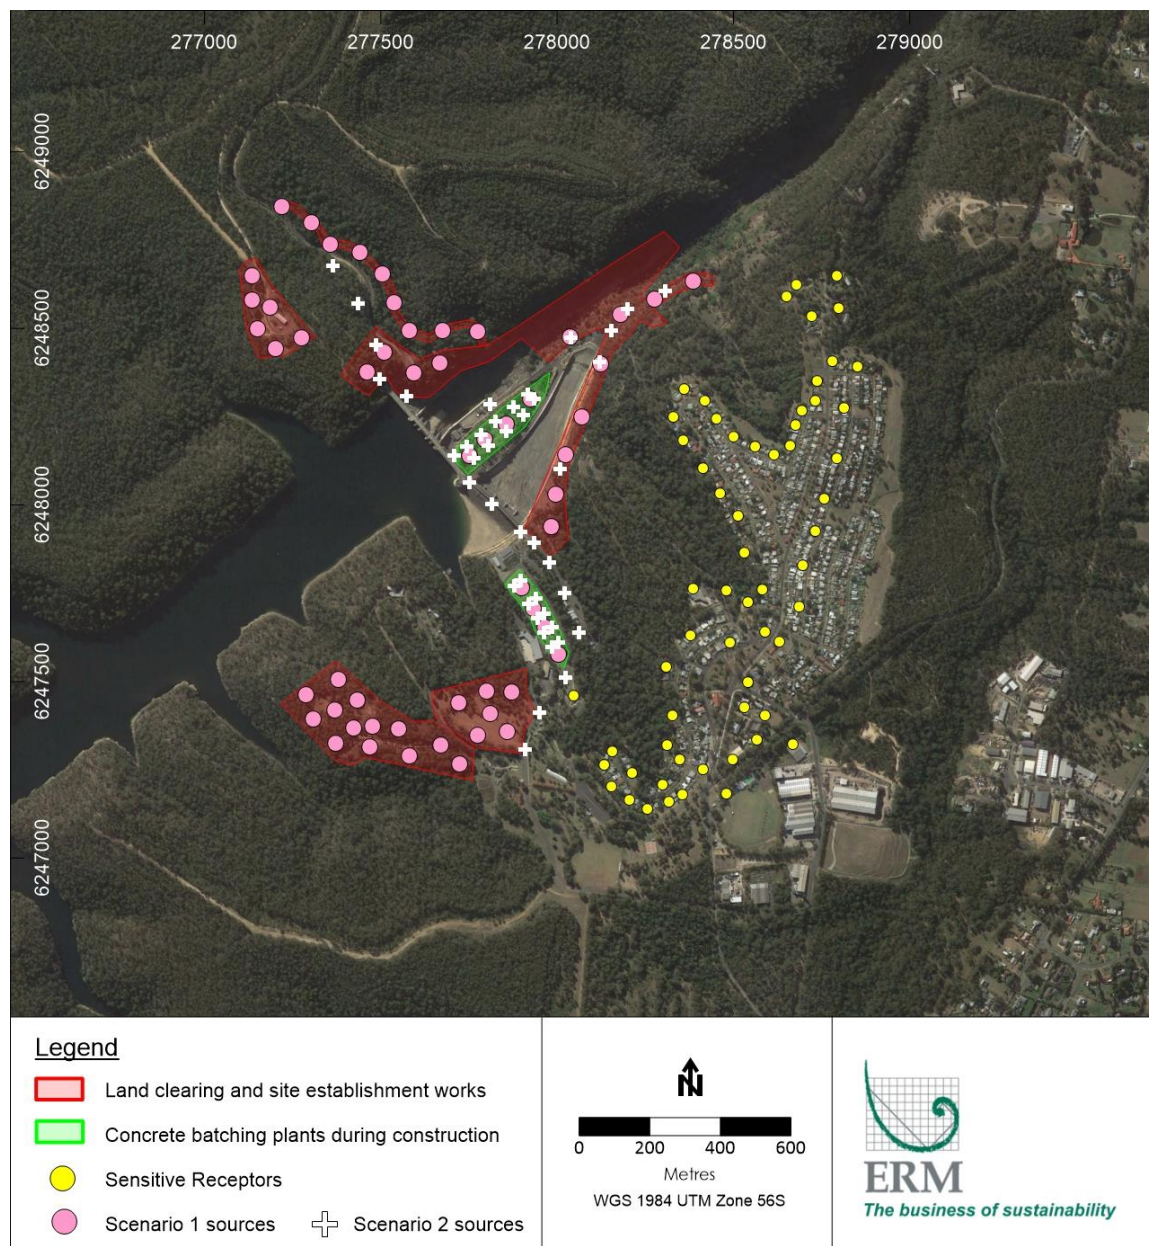 277000 277500 278000 278500 279000
6249000
6248500
6248000
6247500
6247000
Legend
Land clearing and site establishment works
Concrete batching plants during construction
Sensitive Receptors
Scenario 1 sources
Scenario 2 sources
N
0 200 400 600
Metres
WGS 1984 UTM Zone 56S
ERM
The business of sustainability